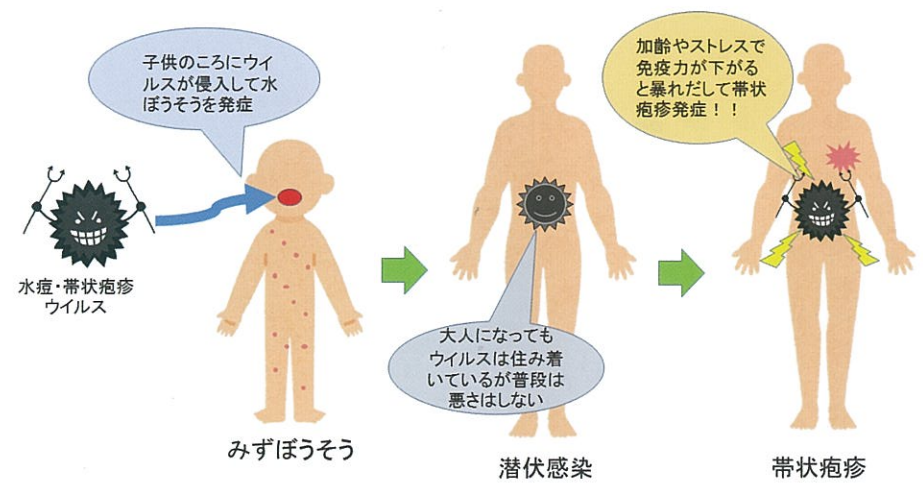 子供のころにウイ
ルスが侵入して水
ぼうそうを発症
加齢やストレスで
免疫力が下がる
と暴れだして帯状
疱疹発症！！
水痘・帯状疱疹
ウイルス
大人になっても
ウイルスは住み着
いているが普段は
悪さはしない
みずぼうそう
潜伏感染
帯状疱疹